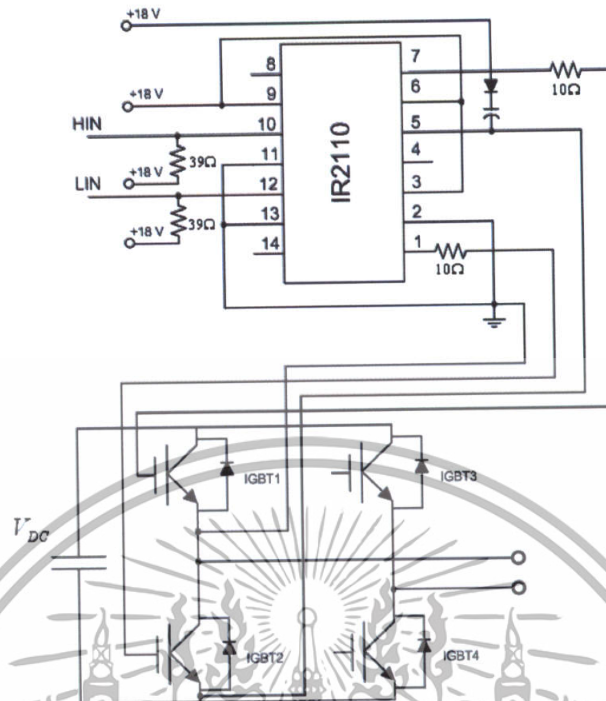 +18 V
+18 V
HIN
39Ω
+18 V
LIN
39Ω
+18 V
8
9
10
11
12
13
14
IR2110
7
6
5
4
3
2
1
10Ω
10Ω
IGBT1
IGBT3
V_DC
IGBT2
IGBT4